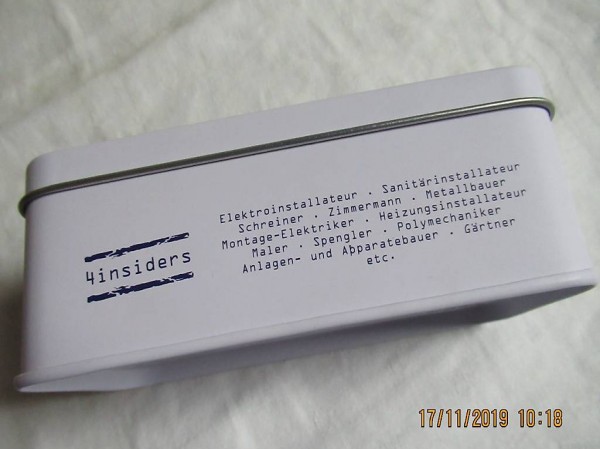 Elektroinstallateur · Sanitärinstallateur
Schreiner · Zimmermann · Metallbauer
Montage-Elektriker · Heizungsinstallateur
Maler · Spengler · Polymechaniker
Anlagen- und Apparatebauer · Gärtner
etc.
4insiders
17/11/2019 10:18